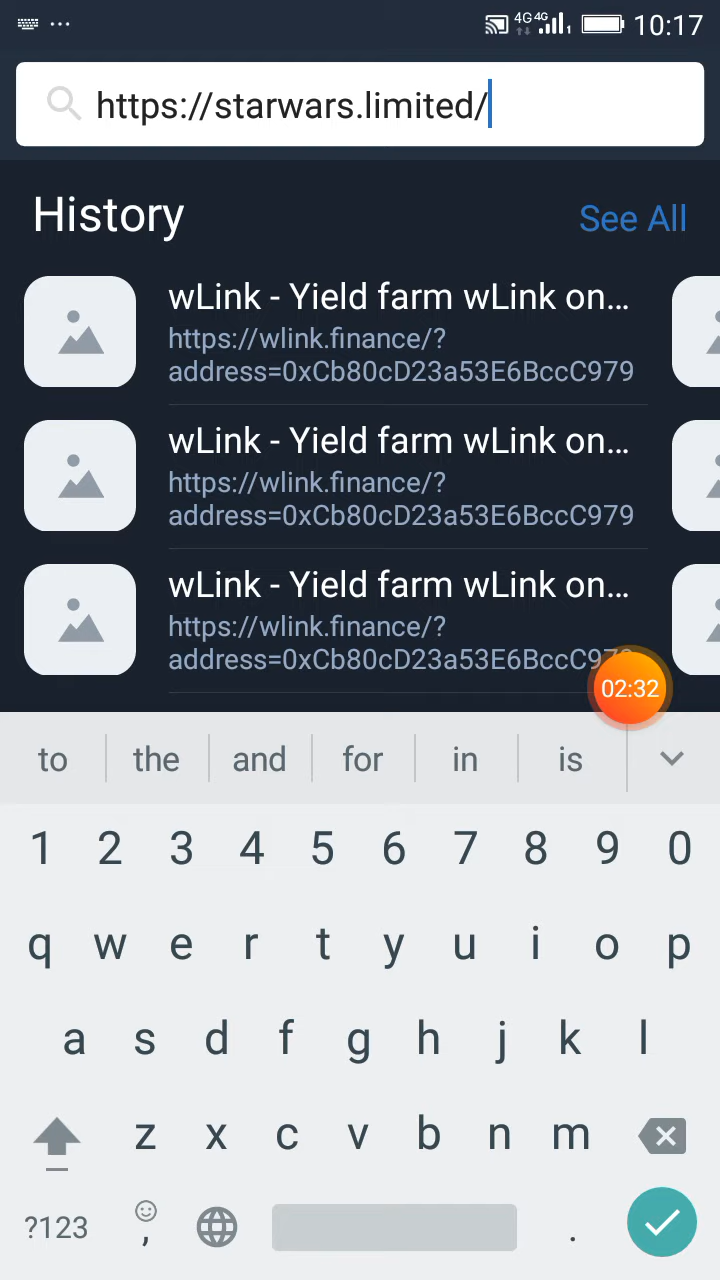 4G 4G 1 10:17
https://starwars.limited/
History See All
wLink - Yield farm wLink on...
https://wlink.finance/?
address=0xCb80cD23a53E6BccC979
wLink - Yield farm wLink on...
https://wlink.finance/?
address=0xCb80cD23a53E6BccC979
wLink - Yield farm wLink on...
https://wlink.finance/?
address=0xCb80cD23a53E6BccC979
02:32
to the and for in is
1 2 3 4 5 6 7 8 9 0
q w e r t y u i o p
a s d f g h j k l
z x c v b n m
?123 , .